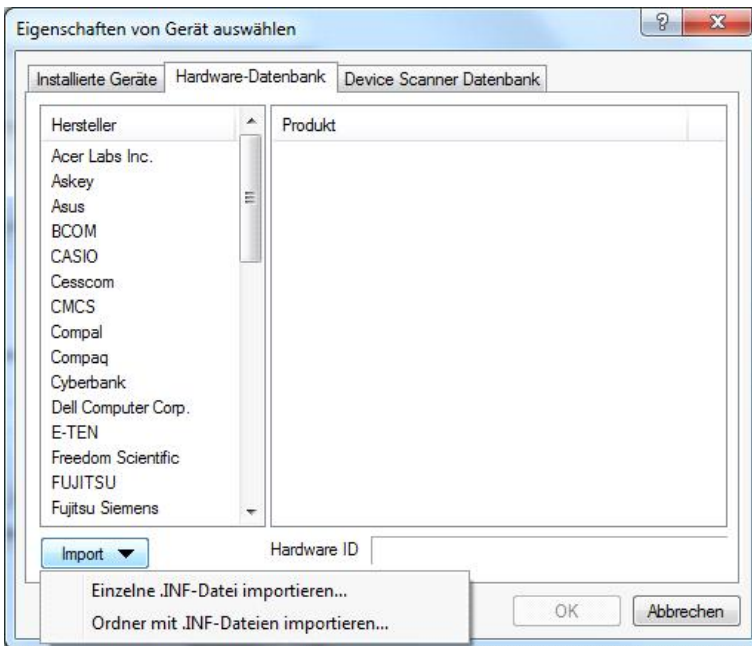 Eigenschaften von Gerät auswählen
Installierte Geräte Hardware-Datenbank Device Scanner Datenbank
Hersteller Produkt
Acer Labs Inc.
Askey
Asus
BCOM
CASIO
Cesscom
CMCS
Compal
Compaq
Cyberbank
Dell Computer Corp.
E-TEN
Freedom Scientific
FUJITSU
Fujitsu Siemens
Import Hardware ID
Einzelne .INF-Datei importieren...
Ordner mit .INF-Dateien importieren...
OK Abbrechen